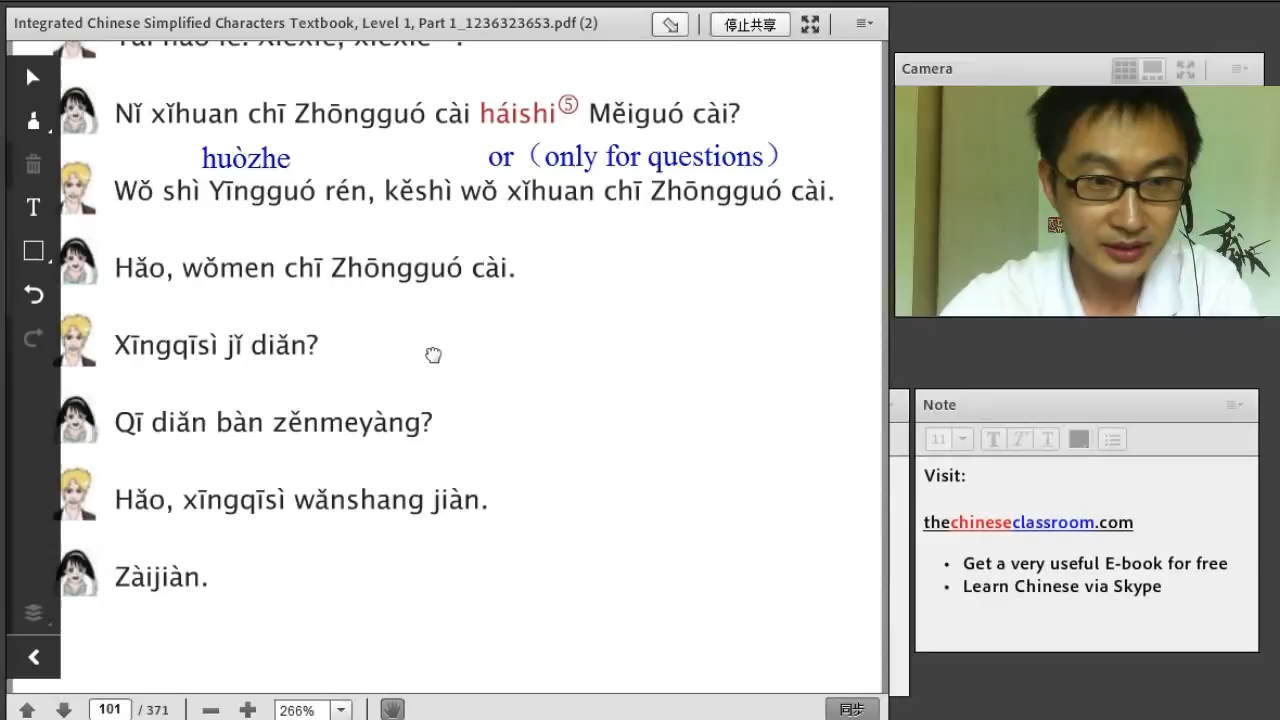 Integrated Chinese Simplified Characters Textbook, Level 1, Part 1_1236323653.pdf (2)
停止共享
Camera
Nǐ xǐhuan chī Zhōngguó cài háishi⑤ Měiguó cài?
huòzhe
or（only for questions）
Wǒ shì Yīngguó rén, kěshì wǒ xǐhuan chī Zhōngguó cài.
Hǎo, wǒmen chī Zhōngguó cài.
Xīngqīsì jǐ diǎn?
Qī diǎn bàn zěnmeyàng?
Hǎo, xīngqīsì wǎnshang jiàn.
Zàijiàn.
Note
11
T T T
Visit:
thechineseclassroom.com
• Get a very useful E-book for free
• Learn Chinese via Skype
T
101 / 371
266%
同步